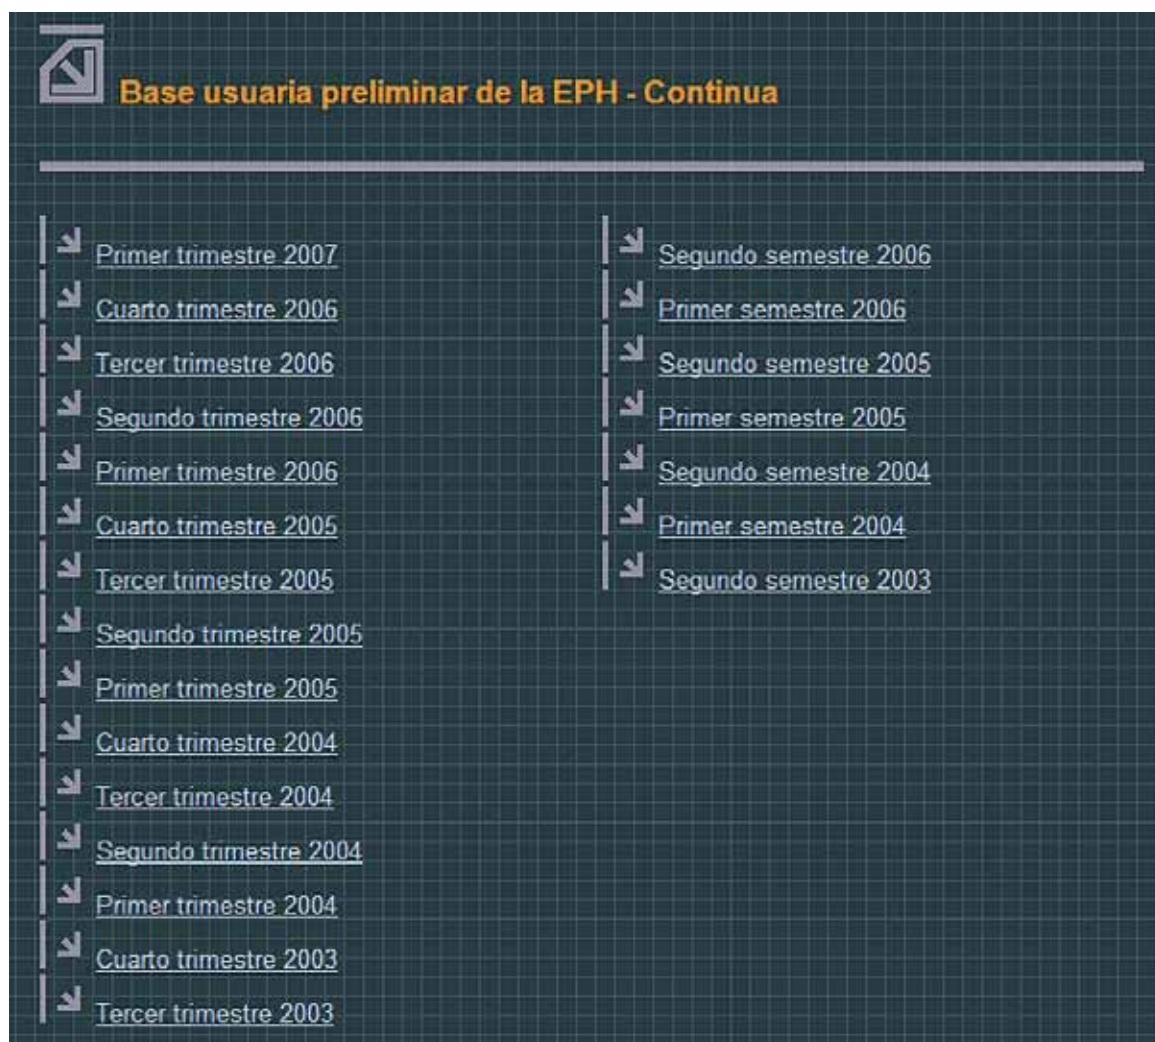 Base usuaria preliminar de la EPH - Continua
Primer trimestre 2007
Cuarto trimestre 2006
Tercer trimestre 2006
Segundo trimestre 2006
Primer trimestre 2006
Cuarto trimestre 2005
Tercer trimestre 2005
Segundo trimestre 2005
Primer trimestre 2005
Cuarto trimestre 2004
Tercer trimestre 2004
Segundo trimestre 2004
Primer trimestre 2004
Cuarto trimestre 2003
Tercer trimestre 2003
Segundo semestre 2006
Primer semestre 2006
Segundo semestre 2005
Primer semestre 2005
Segundo semestre 2004
Primer semestre 2004
Segundo semestre 2003